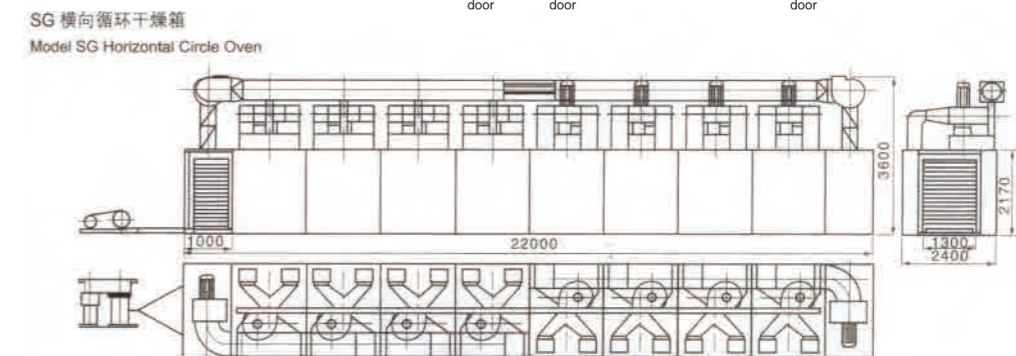 door door door
SG 横向循环干燥箱
Model SG Horizontal Circle Oven
3600
2170
1000
22000
1300
2400